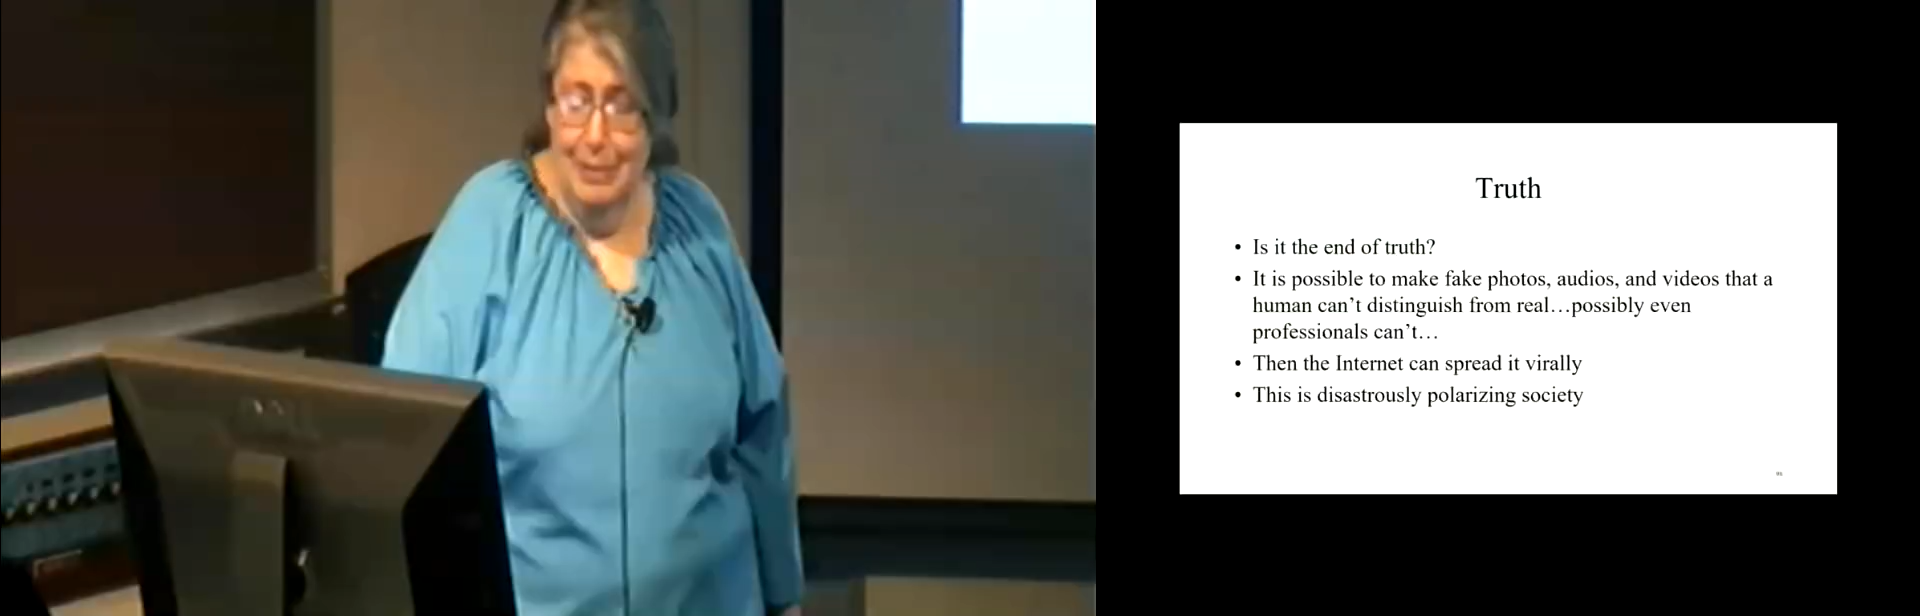 Truth
• Is it the end of truth?
• It is possible to make fake photos, audios, and videos that a
human can’t distinguish from real…possibly even
professionals can’t…
• Then the Internet can spread it virally
• This is disastrously polarizing society